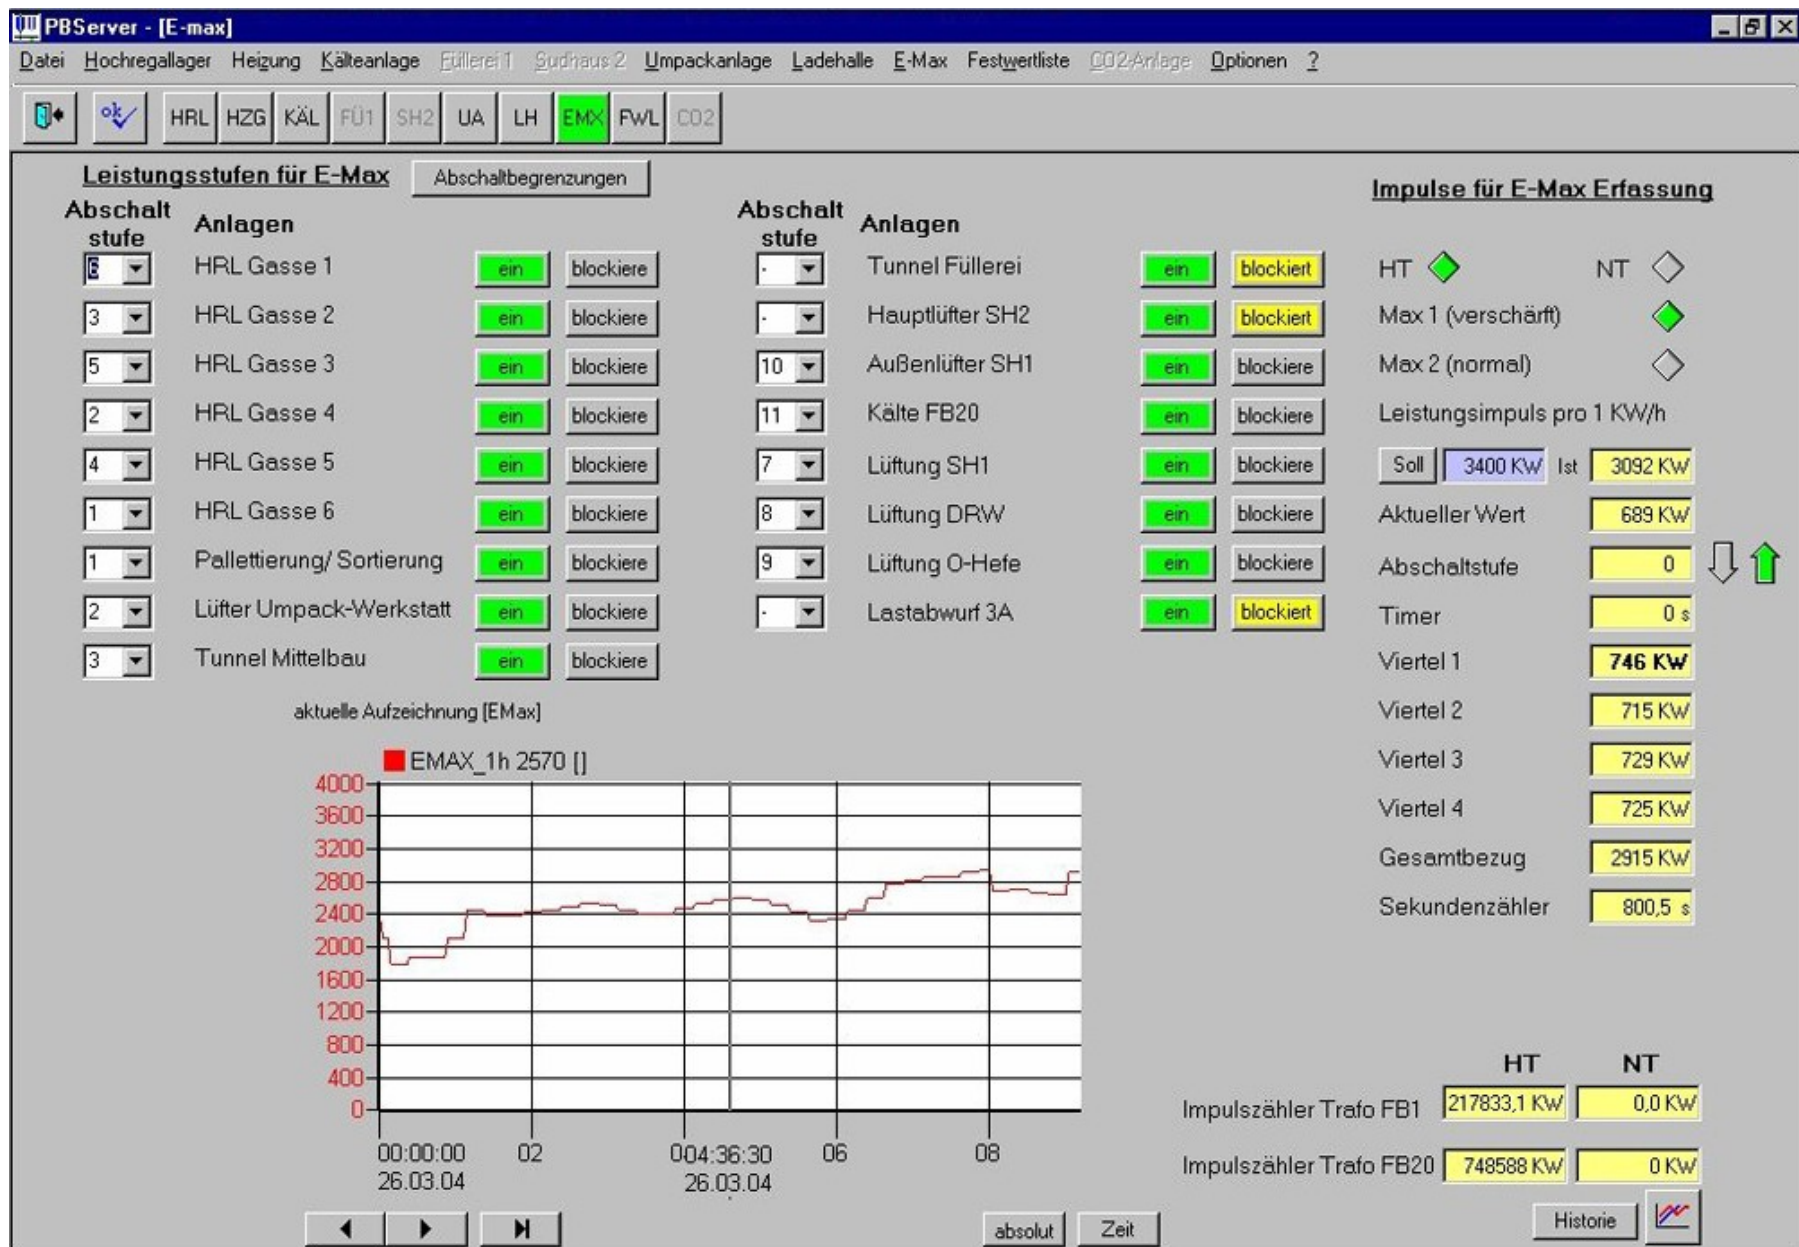 PBServer - [E-max]
Datei Hochregallager Heizung Kälteanlage Füllerei 1 Sudhaus 2 Umpackanlage Ladehalle E-Max Festwertliste CO2-Anlage Optionen ?
ok HRL HZG KÄL FÜ1 SH2 UA LH EMX FWL CO2
Leistungsstufen für E-Max Abschaltbegrenzungen
Abschalt stufe Anlagen
6 HRL Gasse 1 ein blockiere
3 HRL Gasse 2 ein blockiere
5 HRL Gasse 3 ein blockiere
2 HRL Gasse 4 ein blockiere
4 HRL Gasse 5 ein blockiere
1 HRL Gasse 6 ein blockiere
1 Pallettierung/ Sortierung ein blockiere
2 Lüfter Umpack-Werkstatt ein blockiere
3 Tunnel Mittelbau ein blockiere
Abschalt stufe Anlagen
- Tunnel Füllerei ein blockiert
- Hauptlüfter SH2 ein blockiert
10 Außenlüfter SH1 ein blockiere
11 Kälte FB20 ein blockiere
7 Lüftung SH1 ein blockiere
8 Lüftung DRW ein blockiere
9 Lüftung O-Hefe ein blockiere
- Lastabwurf 3A ein blockiert
Impulse für E-Max Erfassung
HT NT
Max 1 (verschärft)
Max 2 (normal)
Leistungsimpuls pro 1 KW/h
Soll 3400 KW Ist 3092 KW
Aktueller Wert 689 KW
Abschaltstufe 0
Timer 0 s
Viertel 1 746 KW
Viertel 2 715 KW
Viertel 3 729 KW
Viertel 4 725 KW
Gesamtbezug 2915 KW
Sekundenzähler 800,5 s
aktuelle Aufzeichnung [EMax]
EMAX_1h 2570 []
4000
3600
3200
2800
2400
2000
1600
1200
800
400
0
00:00:00 02 004:36:30 06 08
26.03.04 26.03.04
HT NT
Impulszähler Trafo FB1 217833,1 KW 0,0 KW
Impulszähler Trafo FB20 748588 KW 0 KW
absolut Zeit Historie